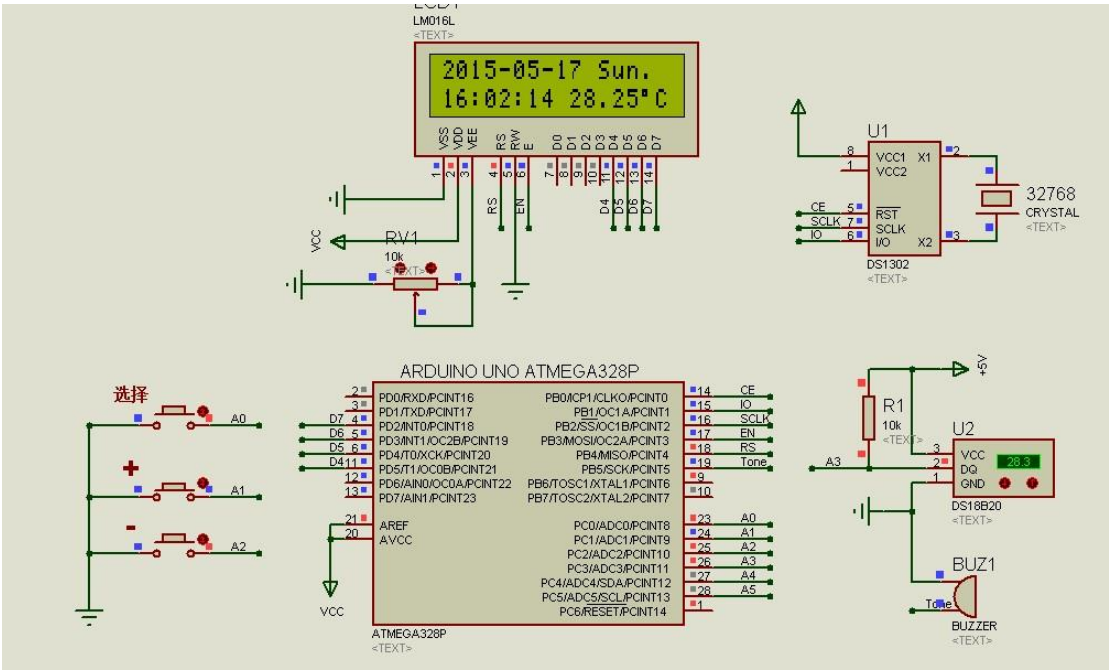 LCD1
LM016L
<TEXT>
2015-05-17 Sun.
16:02:14 28.25°C
VSS VDD VEE RS RW E D0 D1 D2 D3 D4 D5 D6 D7
1 2 3 4 5 6 7 8 9 10 11 12 13 14
RS EN D4 D5 D6 D7
VCC
RV1
10k
<TEXT>
U1
8 VCC1 X1 2
1 VCC2
CE 5 RST
SCLK 7 SCLK
IO 6 I/O X2 3
DS1302
<TEXT>
32768
CRYSTAL
<TEXT>
选择
A0
+
A1
-
A2
ARDUINO UNO ATMEGA328P
2 PD0/RXD/PCINT16 PB0/ICP1/CLKO/PCINT0 14 CE
3 PD1/TXD/PCINT17 PB1/OC1A/PCINT1 15 IO
D7 4 PD2/INT0/PCINT18 PB2/SS/OC1B/PCINT2 16 SCLK
D6 5 PD3/INT1/OC2B/PCINT19 PB3/MOSI/OC2A/PCINT3 17 EN
D5 6 PD4/T0/XCK/PCINT20 PB4/MISO/PCINT4 18 RS
D4 11 PD5/T1/OC0B/PCINT21 PB5/SCK/PCINT5 19 Tone
12 PD6/AIN0/OC0A/PCINT22 PB6/TOSC1/XTAL1/PCINT6 9
13 PD7/AIN1/PCINT23 PB7/TOSC2/XTAL2/PCINT7 10
21 AREF PC0/ADC0/PCINT8 23 A0
20 AVCC PC1/ADC1/PCINT9 24 A1
PC2/ADC2/PCINT10 25 A2
PC3/ADC3/PCINT11 26 A3
PC4/ADC4/SDA/PCINT12 27 A4
PC5/ADC5/SCL/PCINT13 28 A5
PC6/RESET/PCINT14 1
VCC
ATMEGA328P
<TEXT>
+5V
R1
10k
<TEXT>
A3
U2
3 VCC
2 DQ
1 GND
28.3
DS18B20
<TEXT>
BUZ1
Tone
BUZZER
<TEXT>